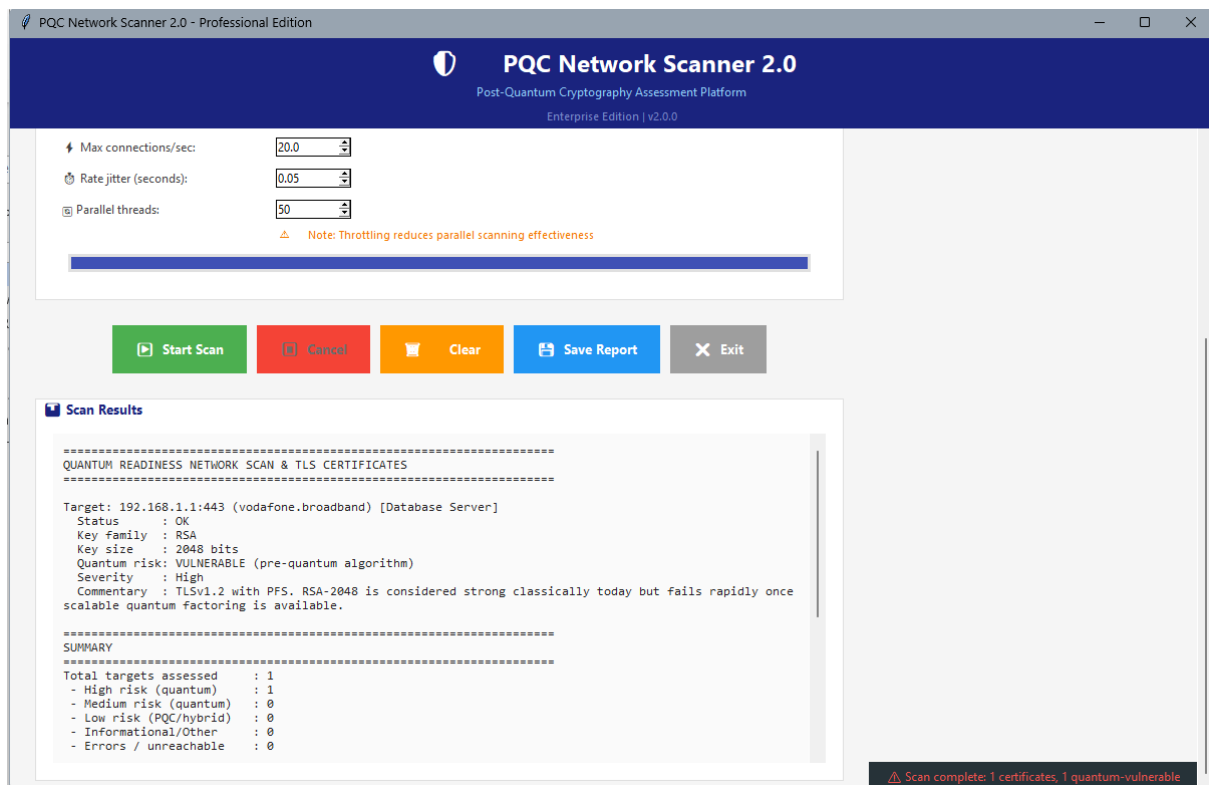 PQC Network Scanner 2.0 - Professional Edition
PQC Network Scanner 2.0
Post-Quantum Cryptography Assessment Platform
Enterprise Edition | v2.0.0
Max connections/sec: 20.0
Rate jitter (seconds): 0.05
Parallel threads: 50
Note: Throttling reduces parallel scanning effectiveness
Start Scan Cancel Clear Save Report Exit
Scan Results
======================================================================
QUANTUM READINESS NETWORK SCAN & TLS CERTIFICATES
======================================================================
Target: 192.168.1.1:443 (vodafone.broadband) [Database Server]
Status : OK
Key family : RSA
Key size : 2048 bits
Quantum risk: VULNERABLE (pre-quantum algorithm)
Severity : High
Commentary : TLSv1.2 with PFS. RSA-2048 is considered strong classically today but fails rapidly once
scalable quantum factoring is available.
======================================================================
SUMMARY
======================================================================
Total targets assessed : 1
- High risk (quantum) : 1
- Medium risk (quantum) : 0
- Low risk (PQC/hybrid) : 0
- Informational/Other : 0
- Errors / unreachable : 0
Scan complete: 1 certificates, 1 quantum-vulnerable